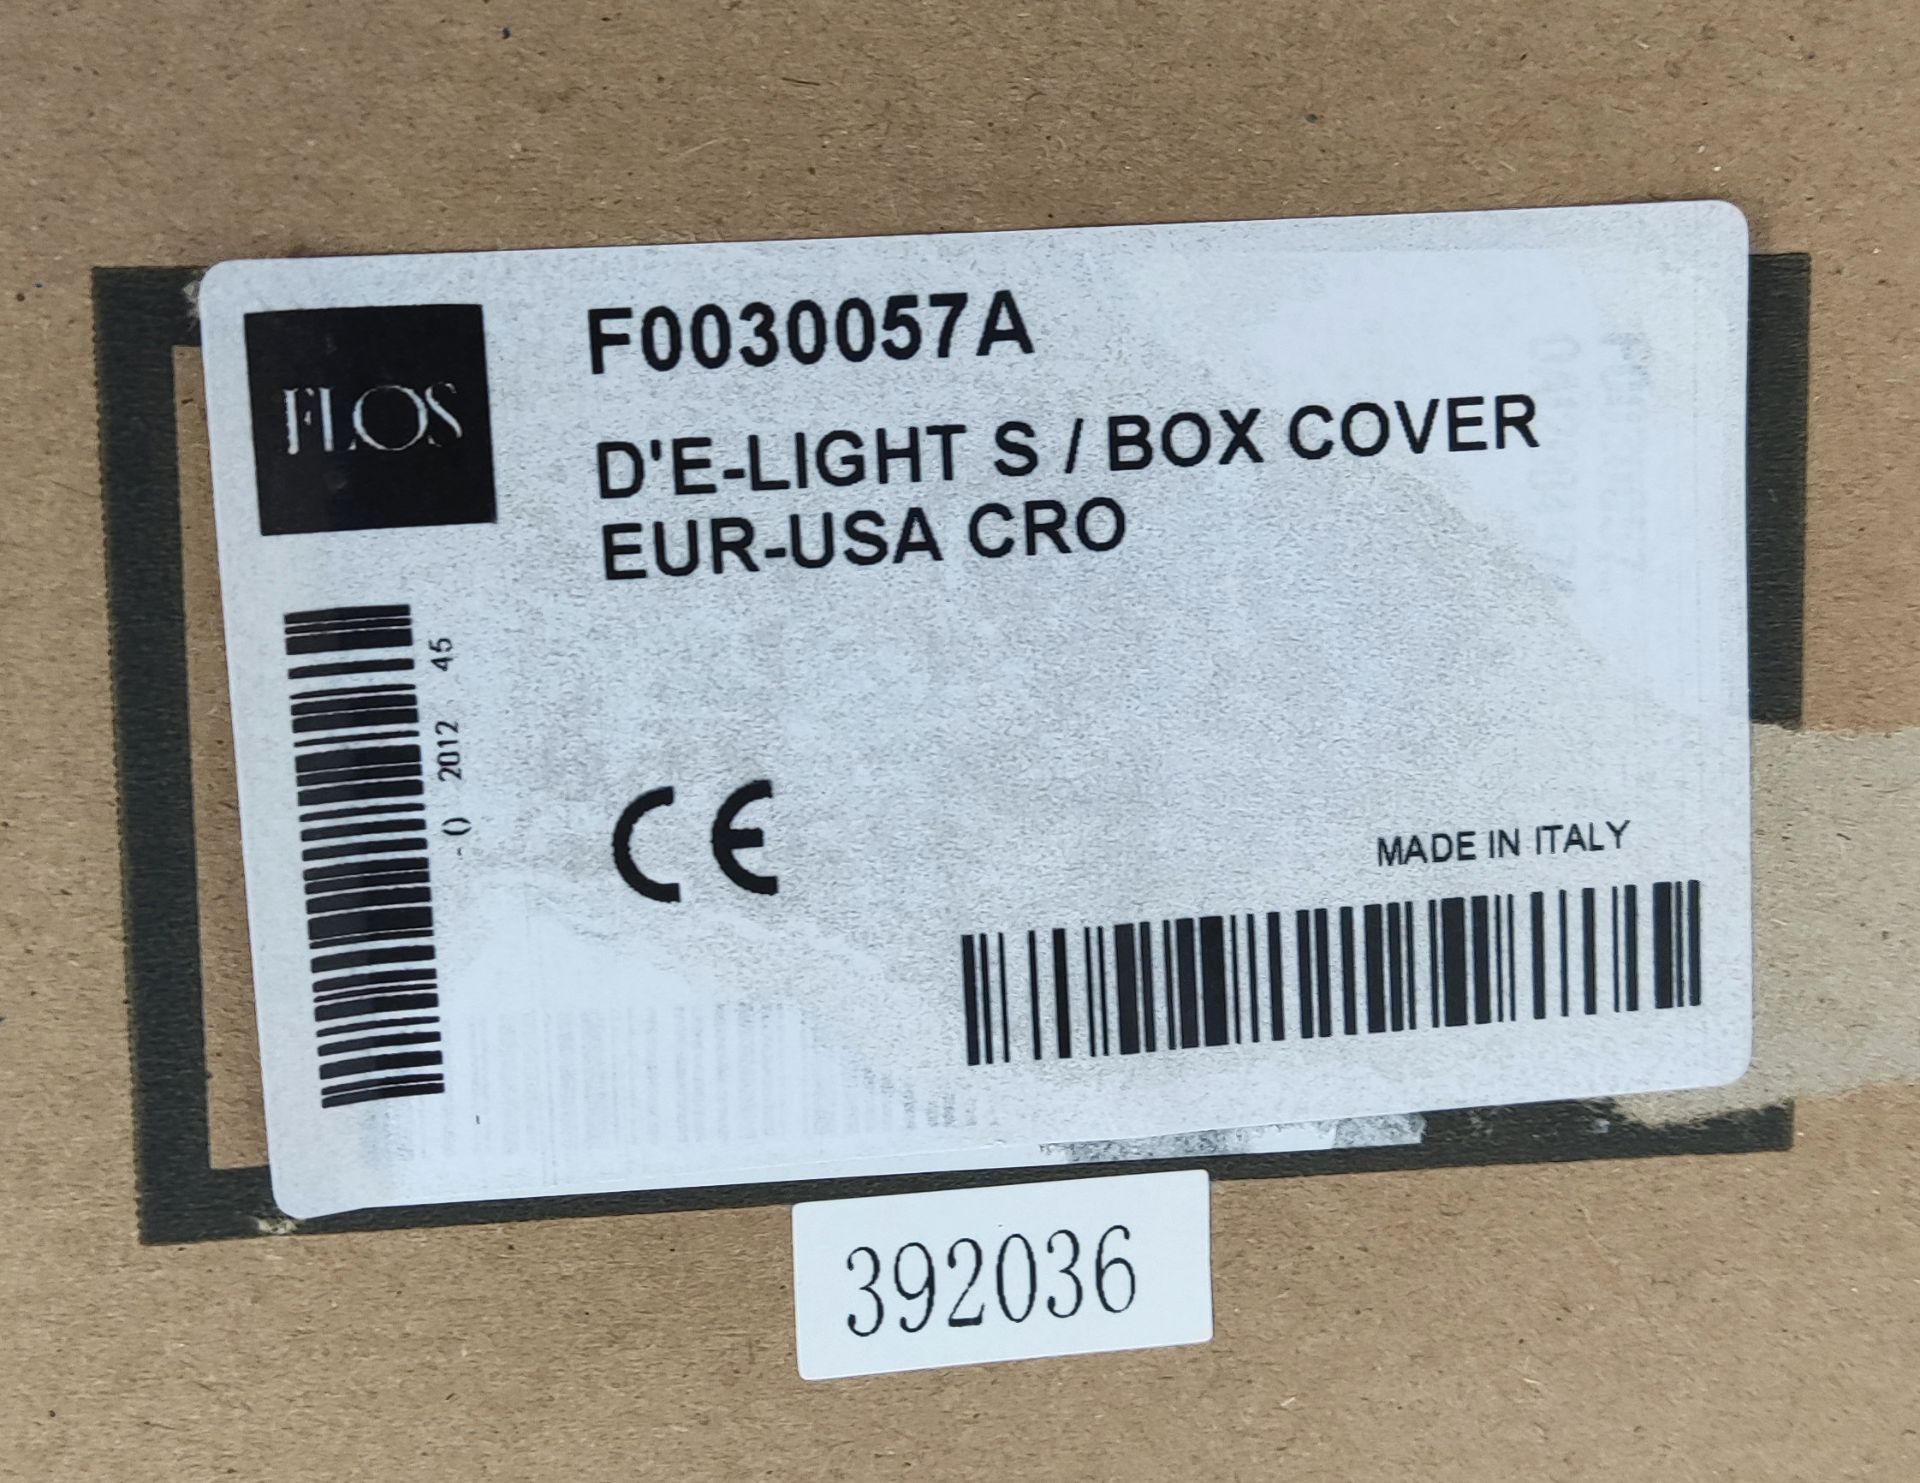 FLOS
F0030057A
D'E-LIGHT S / BOX COVER
EUR-USA CRO
-0 2012 45
CE
MADE IN ITALY
392036